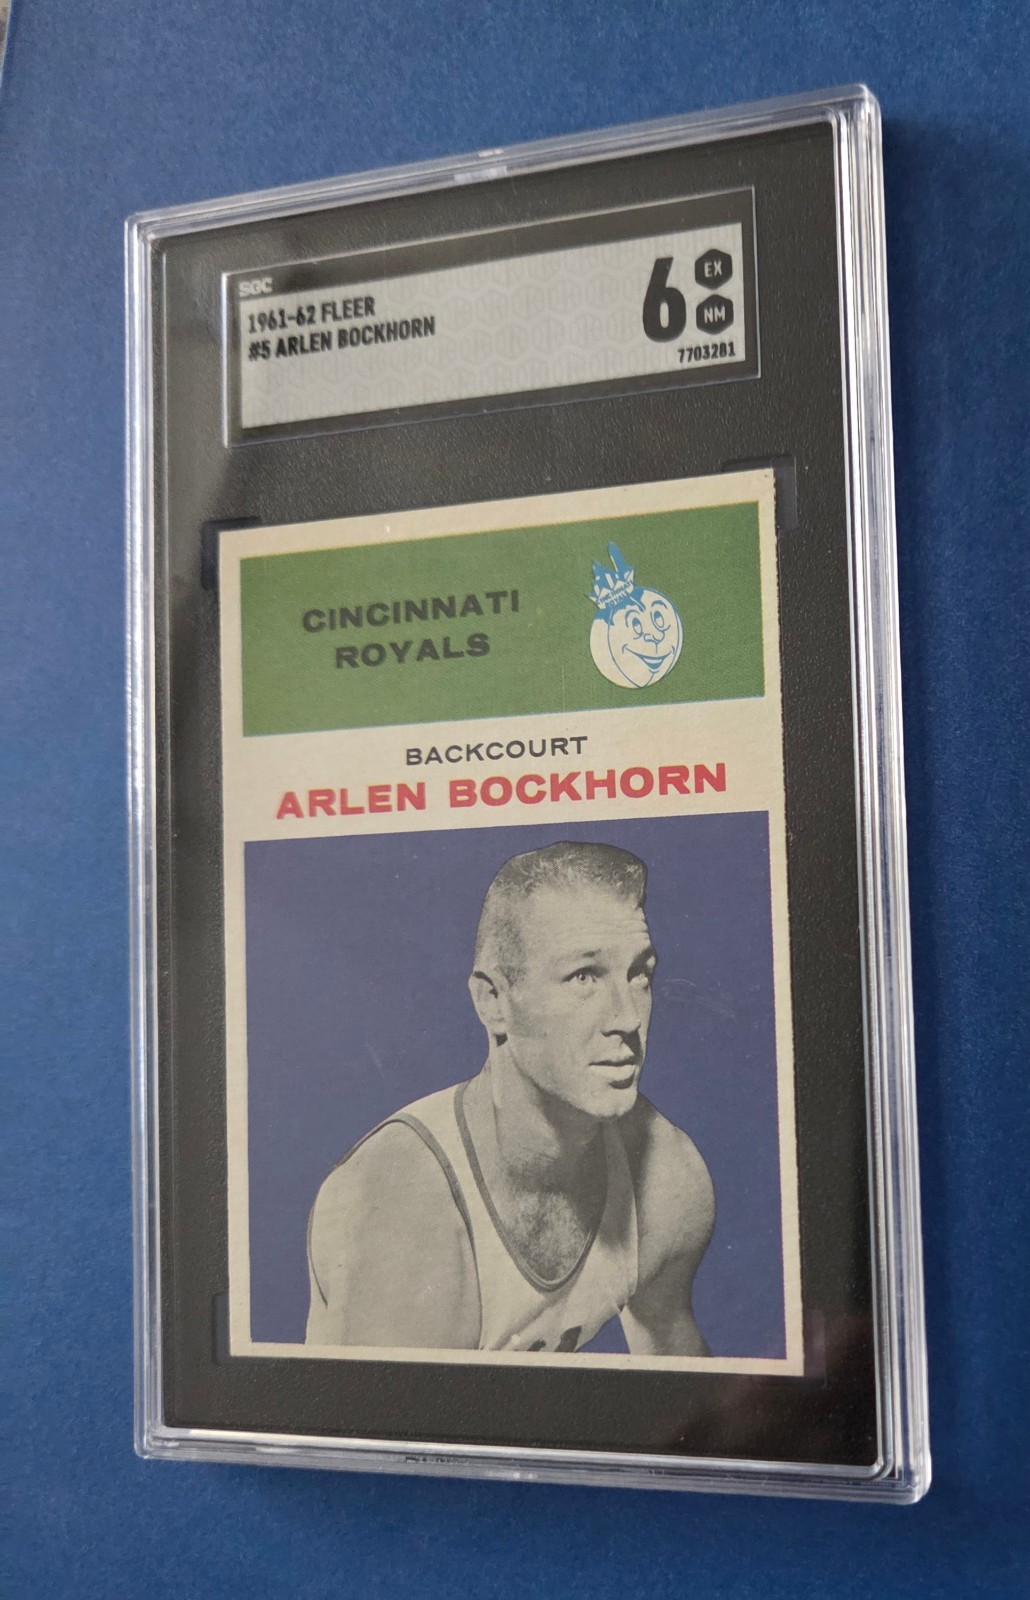 SGC
1961-62 FLEER
#5 ARLEN BOCKHORN
6
EX
NM
7703281
CINCINNATI
ROYALS
BACKCOURT
ARLEN BOCKHORN